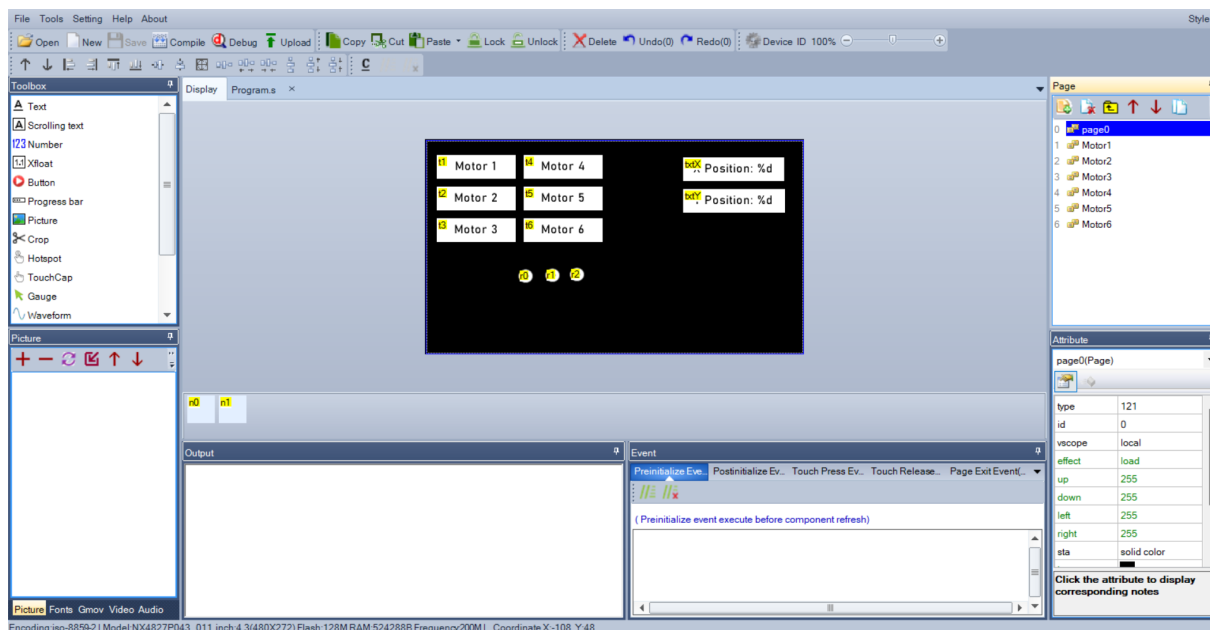 File Tools Setting Help About Style
Open New Save Compile Debug Upload Copy Cut Paste Lock Unlock Delete Undo(0) Redo(0) Device ID 100%
Toolbox
A Text
A Scrolling text
123 Number
1.1 Xfloat
Button
Progress bar
Picture
Crop
Hotspot
TouchCap
Gauge
Waveform
Picture
Picture Fonts Gmov Video Audio
Display Program.s ×
t1 Motor 1 t4 Motor 4 txtX Position: %d
t2 Motor 2 t5 Motor 5 txtY Position: %d
t3 Motor 3 t6 Motor 6
r0 r1 r2
n0 n1
Output
Event
Preinitialize Eve... Postinitialize Ev... Touch Press Ev... Touch Release... Page Exit Event(...
( Preinitialize event execute before component refresh)
Page
0 page0
1 Motor1
2 Motor2
3 Motor3
4 Motor4
5 Motor5
6 Motor6
Attribute
page0(Page)
type 121
id 0
vscope local
effect load
up 255
down 255
left 255
right 255
sta solid color
Click the attribute to display
corresponding notes
Encoding:iso-8859-2 | Model:NX4827P043_011 inch:4.3(480X272) Flash:128M RAM:524288B Frequency200M | Coordinate X:-108 Y:48